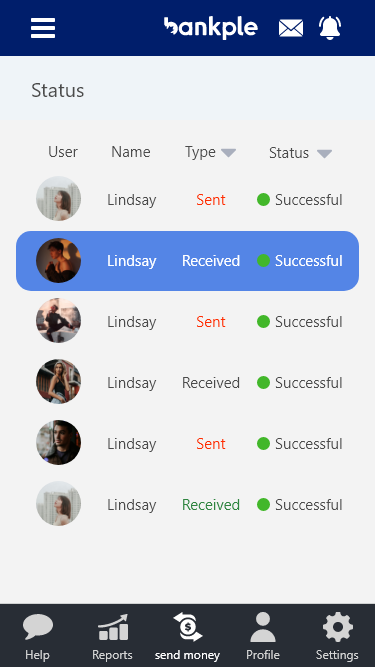 bankple
Status
User Name Type Status
Lindsay Sent Successful
Lindsay Received Successful
Lindsay Sent Successful
Lindsay Received Successful
Lindsay Sent Successful
Lindsay Received Successful
Help Reports send money Profile Settings